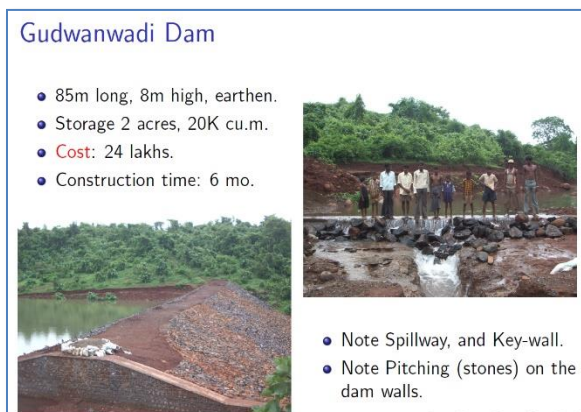 Gudwanwadi Dam
85m long, 8m high, earthen.
Storage 2 acres, 20K cu.m.
Cost: 24 lakhs.
Construction time: 6 mo.
Note Spillway, and Key-wall.
Note Pitching (stones) on the
dam walls.